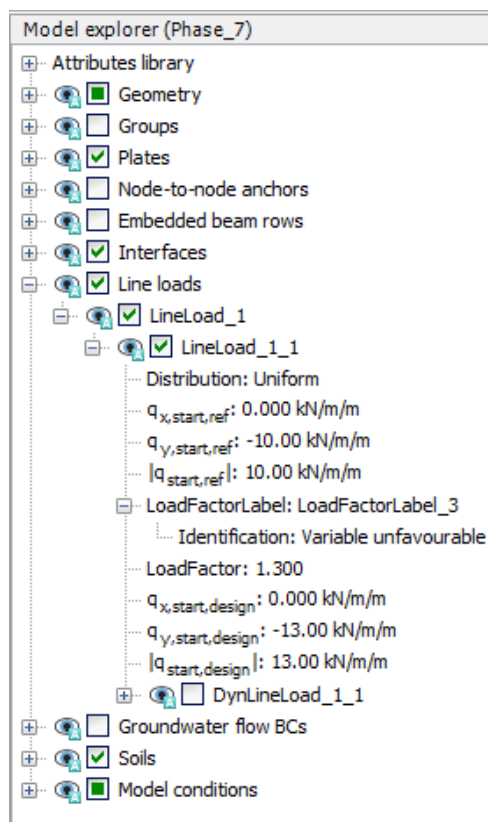 Model explorer (Phase_7)
Attributes library
Geometry
Groups
Plates
Node-to-node anchors
Embedded beam rows
Interfaces
Line loads
LineLoad_1
LineLoad_1_1
Distribution: Uniform
qx,start,ref: 0.000 kN/m/m
qy,start,ref: -10.00 kN/m/m
|qstart,ref|: 10.00 kN/m/m
LoadFactorLabel: LoadFactorLabel_3
Identification: Variable unfavourable
LoadFactor: 1.300
qx,start,design: 0.000 kN/m/m
qy,start,design: -13.00 kN/m/m
|qstart,design|: 13.00 kN/m/m
DynLineLoad_1_1
Groundwater flow BCs
Soils
Model conditions